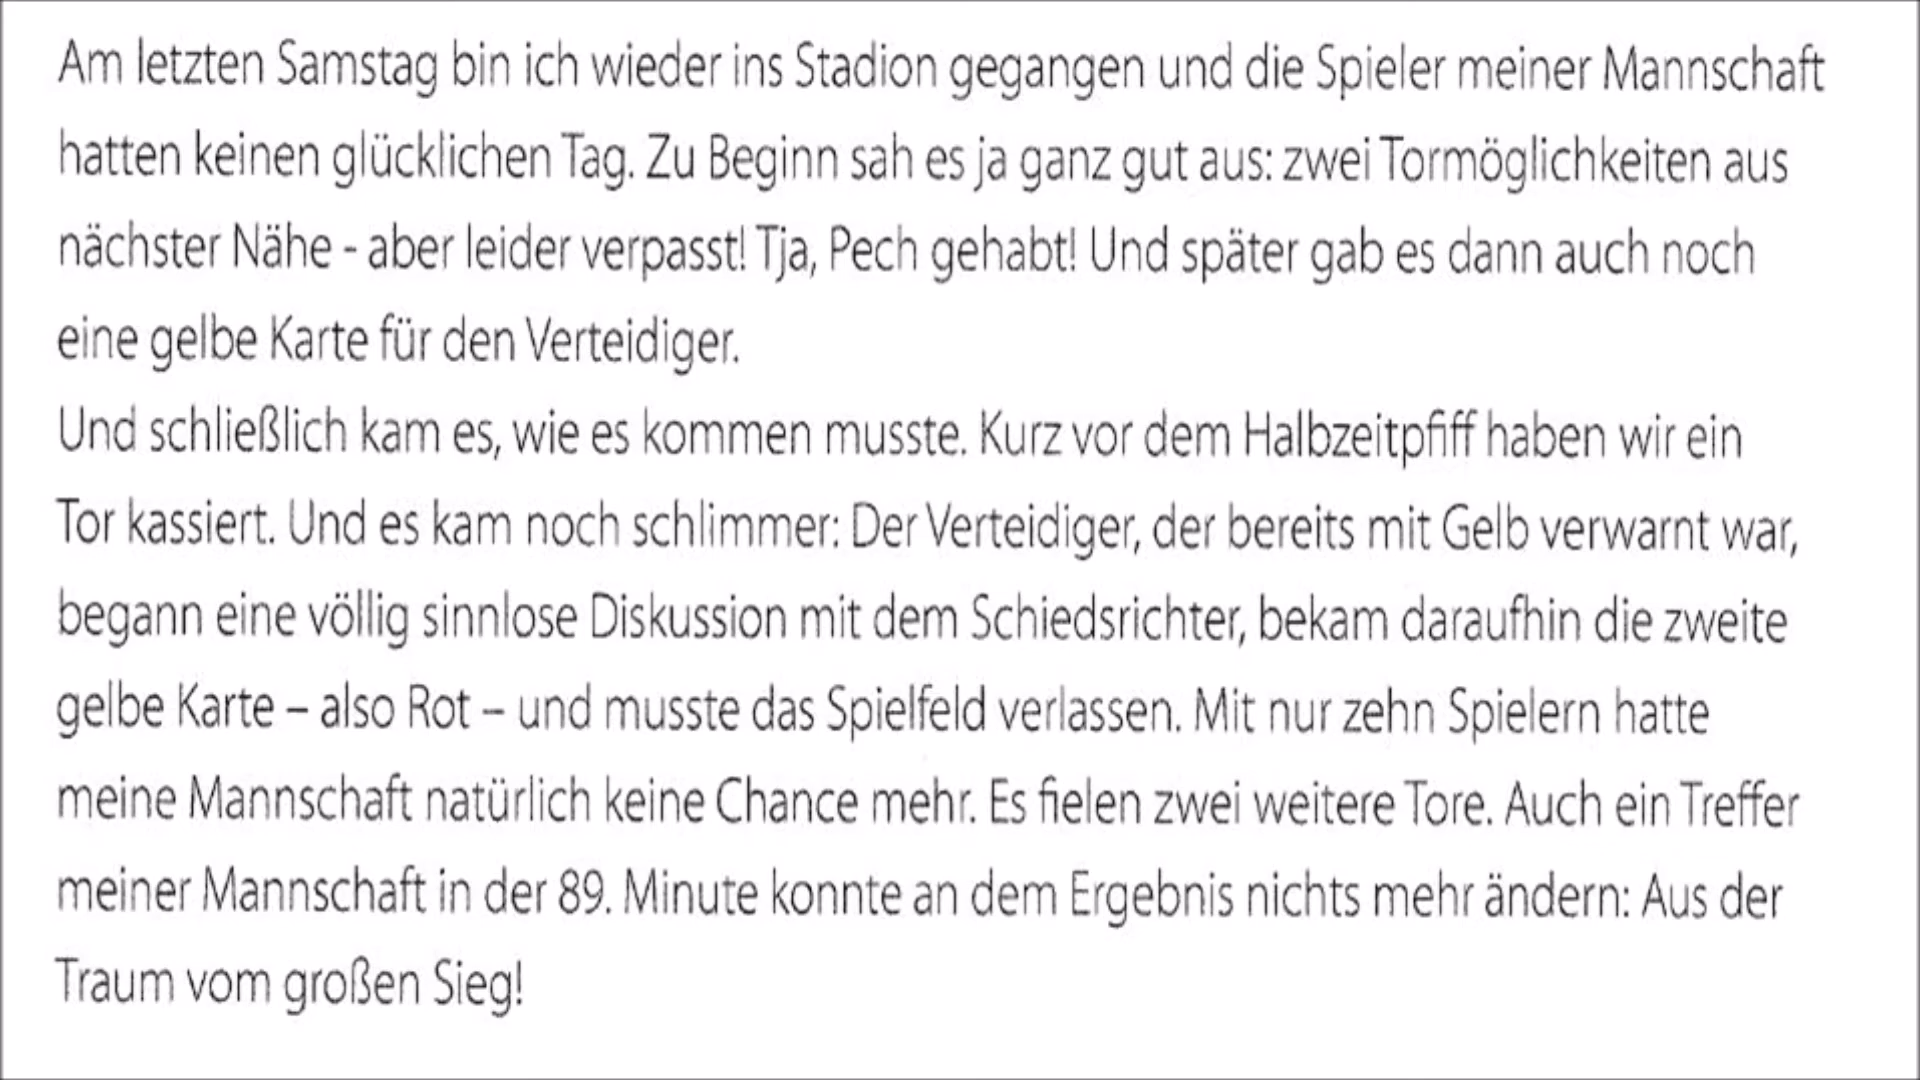 Am letzten Samstag bin ich wieder ins Stadion gegangen und die Spieler meiner Mannschaft
hatten keinen glücklichen Tag. Zu Beginn sah es ja ganz gut aus: zwei Tormöglichkeiten aus
nächster Nähe - aber leider verpasst! Tja, Pech gehabt! Und später gab es dann auch noch
eine gelbe Karte für den Verteidiger.
Und schließlich kam es, wie es kommen musste. Kurz vor dem Halbzeitpfiff haben wir ein
Tor kassiert. Und es kam noch schlimmer: Der Verteidiger, der bereits mit Gelb verwarnt war,
begann eine völlig sinnlose Diskussion mit dem Schiedsrichter, bekam daraufhin die zweite
gelbe Karte – also Rot – und musste das Spielfeld verlassen. Mit nur zehn Spielern hatte
meine Mannschaft natürlich keine Chance mehr. Es fielen zwei weitere Tore. Auch ein Treffer
meiner Mannschaft in der 89. Minute konnte an dem Ergebnis nichts mehr ändern: Aus der
Traum vom großen Sieg!